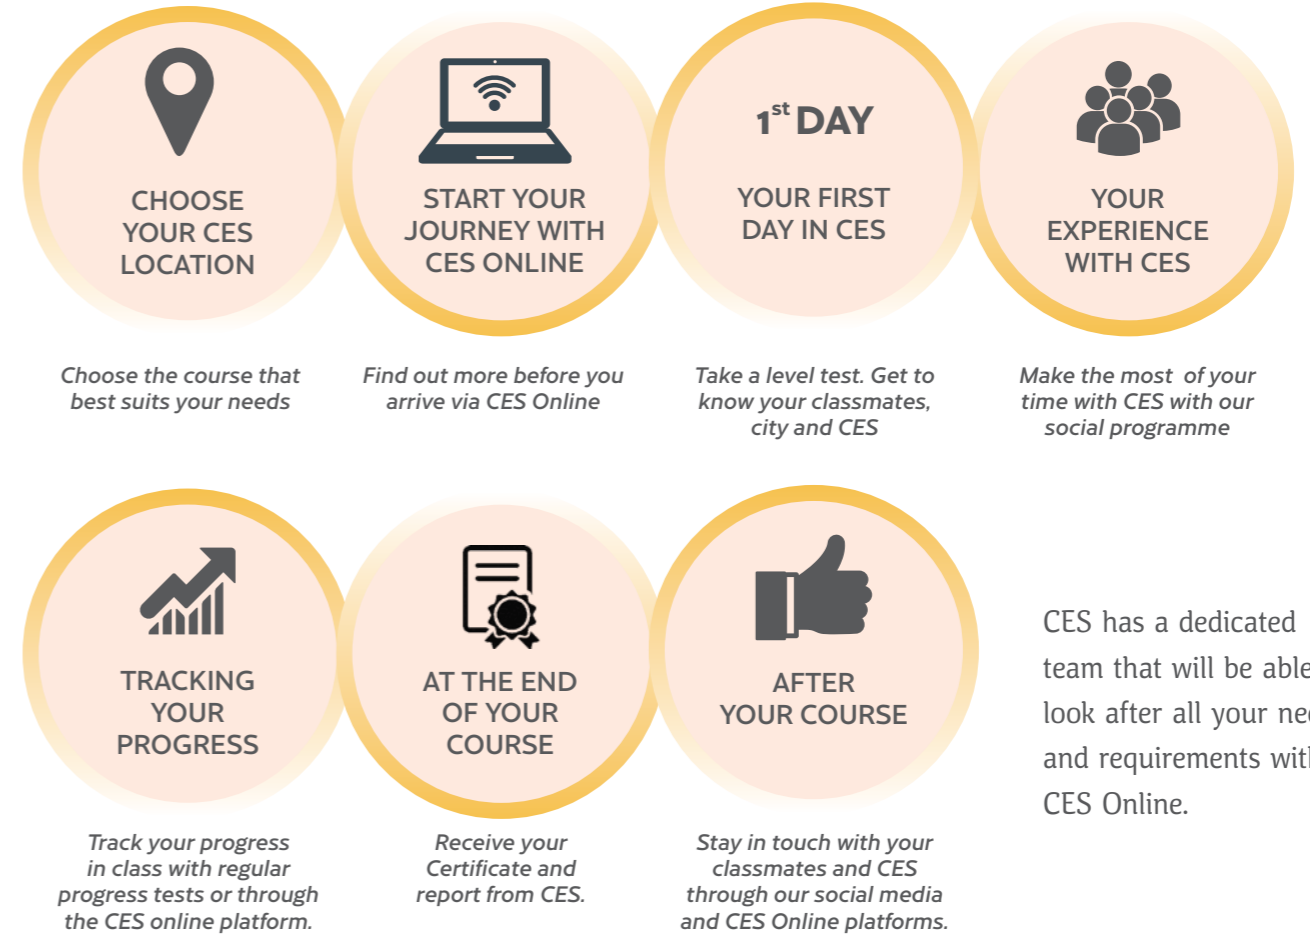 CHOOSE
YOUR CES
LOCATION
Choose the course that
best suits your needs
START YOUR
JOURNEY WITH
CES ONLINE
Find out more before you
arrive via CES Online
1st DAY
YOUR FIRST
DAY IN CES
Take a level test. Get to
know your classmates,
city and CES
YOUR
EXPERIENCE
WITH CES
Make the most of your
time with CES with our
social programme
TRACKING
YOUR
PROGRESS
Track your progress
in class with regular
progress tests or through
the CES online platform.
AT THE END
OF YOUR
COURSE
Receive your
Certificate and
report from CES.
AFTER
YOUR COURSE
Stay in touch with your
classmates and CES
through our social media
and CES Online platforms.
CES has a dedicated
team that will be able
look after all your
and requirements
CES Online.